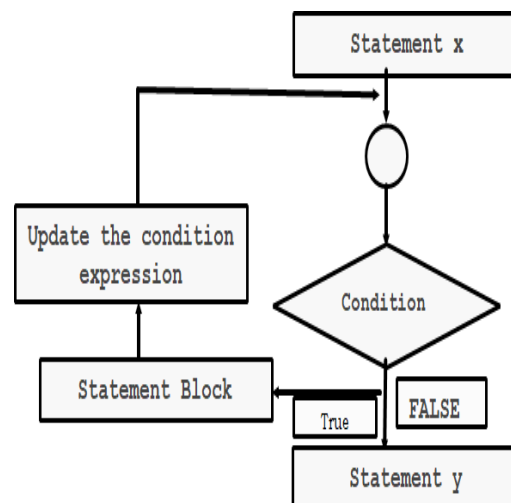 Statement x
Update the condition
expression
Condition
Statement Block
True
FALSE
Statement y